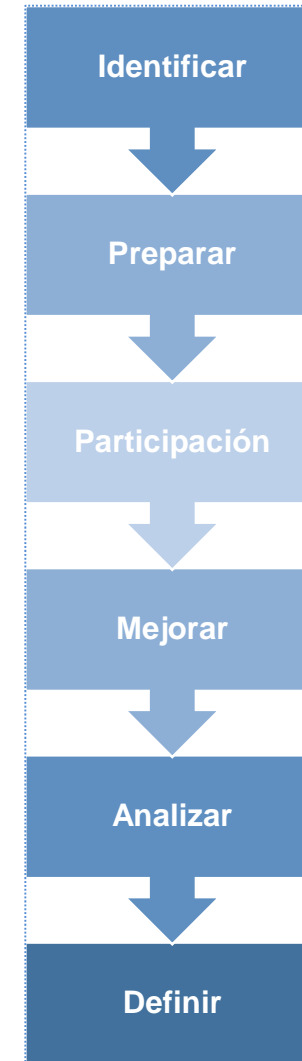 Identificar
Preparar
Participación
Mejorar
Analizar
Definir